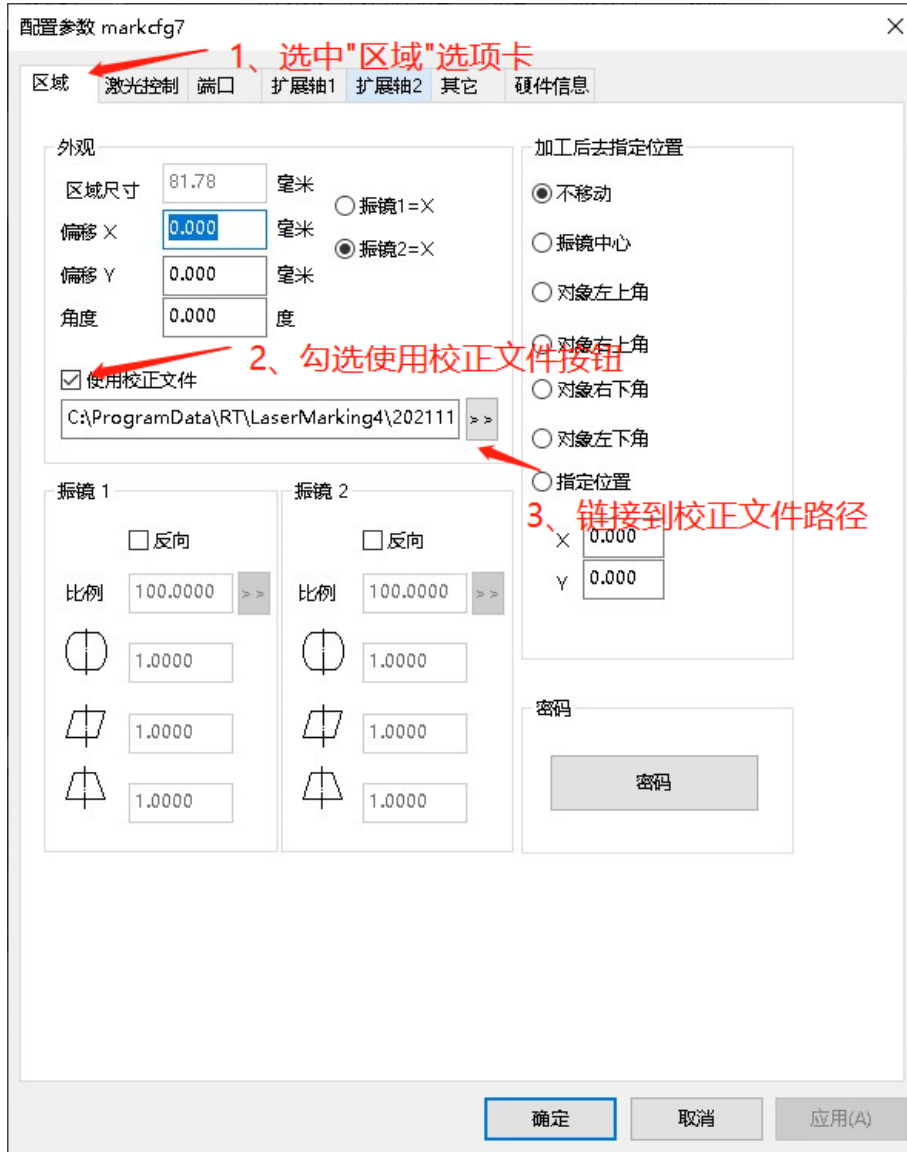 配置参数 markcfg7
1、选中"区域"选项卡
区域 激光控制 端口 扩展轴1 扩展轴2 其它 硬件信息
外观
区域尺寸 81.78 毫米
偏移 X 0.000 毫米
偏移 Y 0.000 毫米
角度 0.000 度
振镜1=X
振镜2=X
2、勾选使用校正文件按钮
使用校正文件
C:\ProgramData\RT\LaserMarking4\202111 >>
加工后去指定位置
不移动
振镜中心
对象左上角
对象右上角
对象右下角
对象左下角
指定位置
3、链接到校正文件路径
X 0.000
Y 0.000
振镜 1
反向
比例 100.0000 >>
1.0000
1.0000
1.0000
振镜 2
反向
比例 100.0000 >>
1.0000
1.0000
1.0000
密码
密码
确定 取消 应用(A)